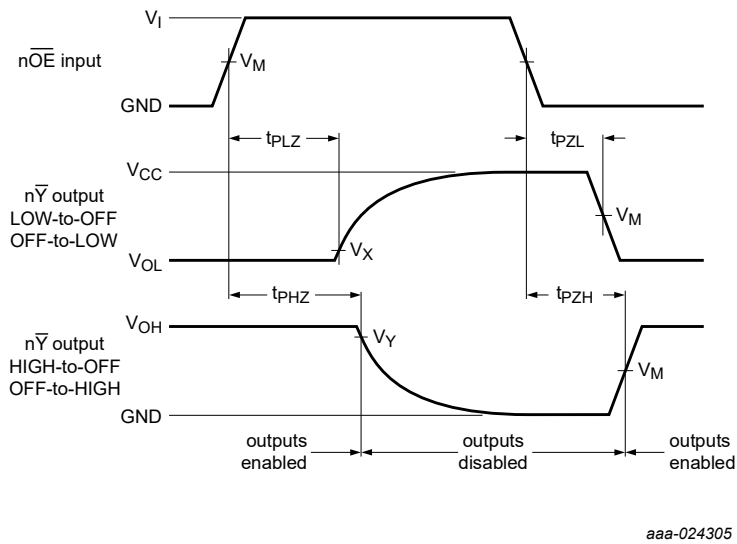 V_I
nO̅E̅ input
V_M
GND
t_PLZ
t_PZL
V_CC
nY̅ output
LOW-to-OFF
OFF-to-LOW
V_M
V_X
V_OL
t_PHZ
t_PZH
V_OH
nY̅ output
HIGH-to-OFF
OFF-to-HIGH
V_Y
V_M
GND
outputs
enabled
outputs
disabled
outputs
enabled
aaa-024305